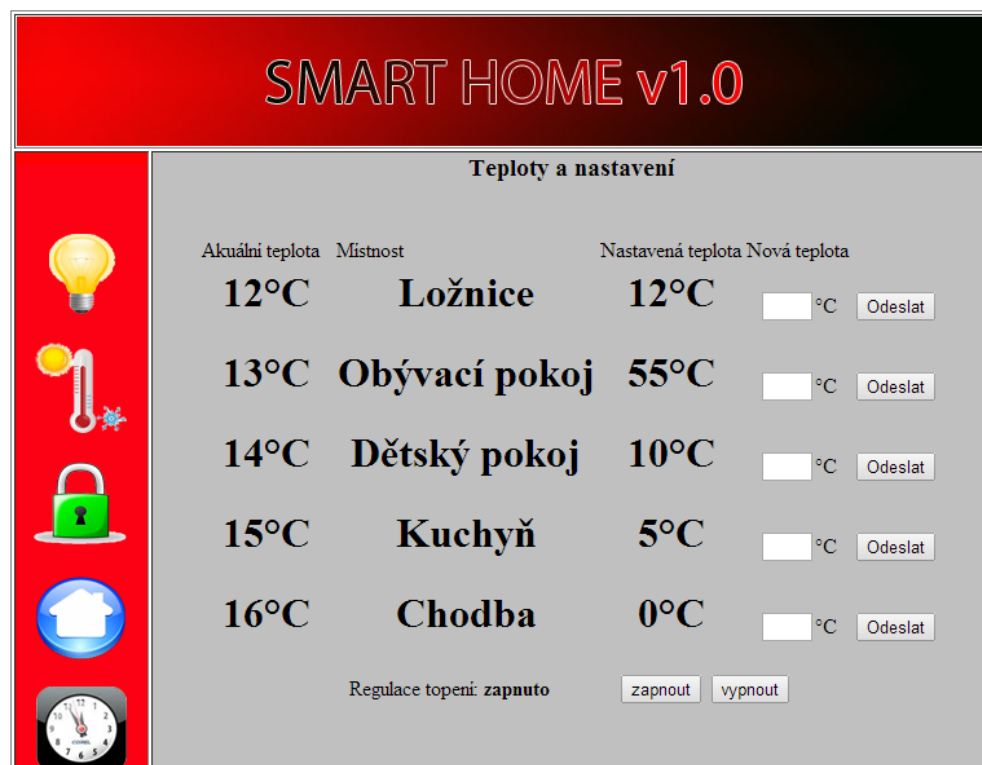 SMART HOME v1.0
Teploty a nastavení
Akuální teplota Místnost Nastavená teplota Nová teplota
12°C Ložnice 12°C °C Odeslat
13°C Obývací pokoj 55°C °C Odeslat
14°C Dětský pokoj 10°C °C Odeslat
15°C Kuchyň 5°C °C Odeslat
16°C Chodba 0°C °C Odeslat
Regulace topení: zapnuto zapnout vypnout